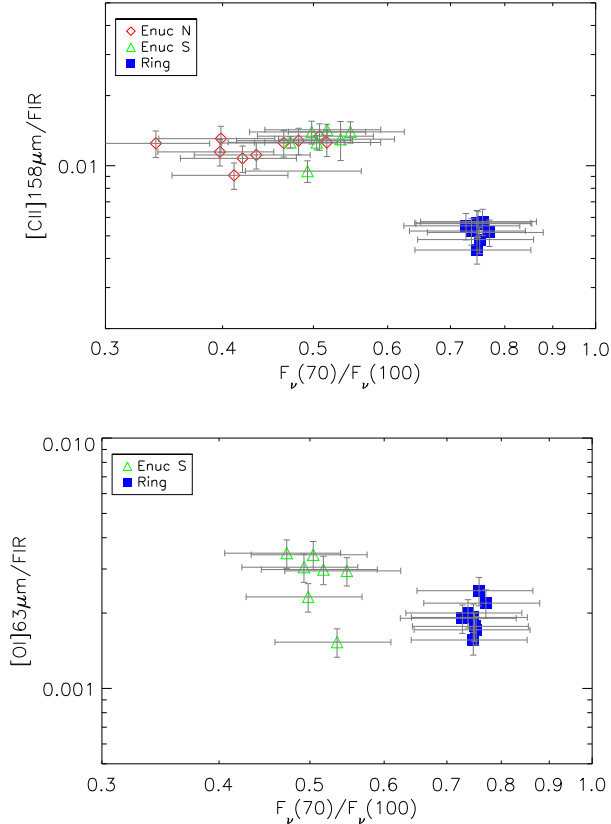 Enuc N
Enuc S
Ring
[CII]158μm/FIR
0.01
0.3 0.4 0.5 0.6 0.7 0.8 0.9 1.0
Fν(70)/Fν(100)
0.010
Enuc S
Ring
[OI]63μm/FIR
0.001
0.3 0.4 0.5 0.6 0.7 0.8 0.9 1.0
Fν(70)/Fν(100)